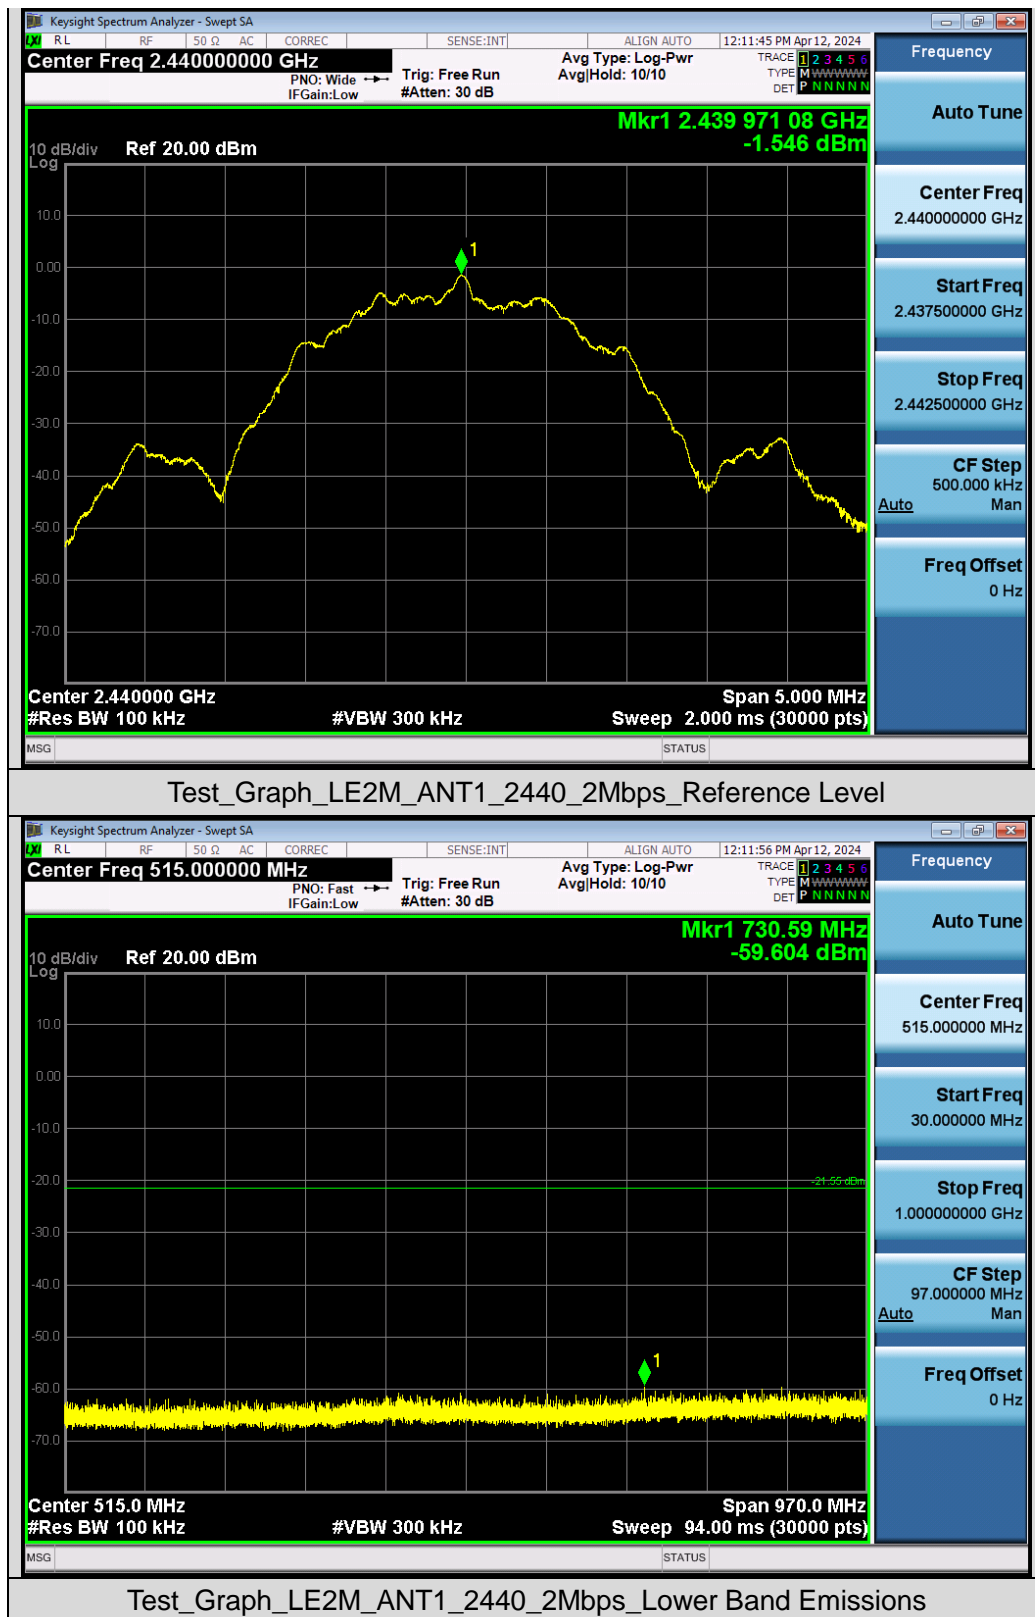 Keysight Spectrum Analyzer - Swept SA
LXI RL RF 50 Ω AC CORREC SENSE:INT ALIGN AUTO 12:11:45 PM Apr 12, 2024
Center Freq 2.440000000 GHz Avg Type: Log-Pwr TRACE 1 2 3 4 5 6
PNO: Wide Trig: Free Run Avg|Hold: 10/10 TYPE M WWWWW
IFGain:Low #Atten: 30 dB DET P N N N N N
Frequency
Auto Tune
Mkr1 2.439 971 08 GHz
-1.546 dBm
10 dB/div Ref 20.00 dBm
Log
10.0
0.00
-10.0
-20.0
-30.0
-40.0
-50.0
-60.0
-70.0
1
Center Freq
2.440000000 GHz
Start Freq
2.437500000 GHz
Stop Freq
2.442500000 GHz
CF Step
500.000 kHz
Auto Man
Freq Offset
0 Hz
Center 2.440000 GHz Span 5.000 MHz
#Res BW 100 kHz #VBW 300 kHz Sweep 2.000 ms (30000 pts)
MSG STATUS
Test_Graph_LE2M_ANT1_2440_2Mbps_Reference Level
Keysight Spectrum Analyzer - Swept SA
LXI RL RF 50 Ω AC CORREC SENSE:INT ALIGN AUTO 12:11:56 PM Apr 12, 2024
Center Freq 515.000000 MHz Avg Type: Log-Pwr TRACE 1 2 3 4 5 6
PNO: Fast Trig: Free Run Avg|Hold: 10/10 TYPE M WWWWW
IFGain:Low #Atten: 30 dB DET P N N N N N
Frequency
Auto Tune
Mkr1 730.59 MHz
-59.604 dBm
10 dB/div Ref 20.00 dBm
Log
10.0
0.00
-10.0
-20.0
-21.55 dBm
-30.0
-40.0
-50.0
-60.0
-70.0
1
Center Freq
515.000000 MHz
Start Freq
30.000000 MHz
Stop Freq
1.000000000 GHz
CF Step
97.000000 MHz
Auto Man
Freq Offset
0 Hz
Center 515.0 MHz Span 970.0 MHz
#Res BW 100 kHz #VBW 300 kHz Sweep 94.00 ms (30000 pts)
MSG STATUS
Test_Graph_LE2M_ANT1_2440_2Mbps_Lower Band Emissions